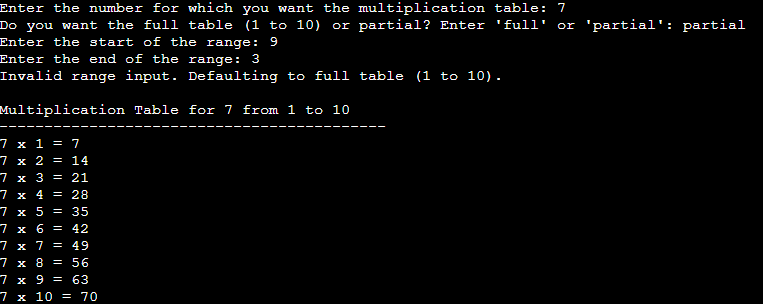 Enter the number for which you want the multiplication table: 7
Do you want the full table (1 to 10) or partial? Enter 'full' or 'partial': partial
Enter the start of the range: 9
Enter the end of the range: 3
Invalid range input. Defaulting to full table (1 to 10).
Multiplication Table for 7 from 1 to 10
-------------------------------------------
7 x 1 = 7
7 x 2 = 14
7 x 3 = 21
7 x 4 = 28
7 x 5 = 35
7 x 6 = 42
7 x 7 = 49
7 x 8 = 56
7 x 9 = 63
7 x 10 = 70